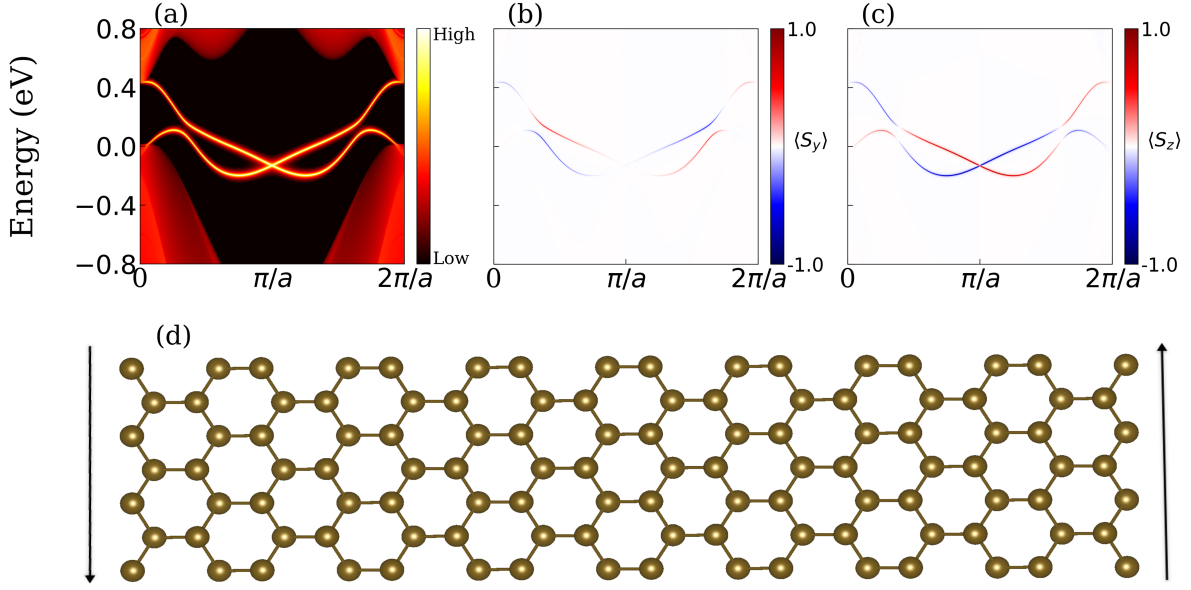 (a)
(b)
(c)
Energy (eV)
0.8
0.4
0.0
−0.4
−0.8
0
π/a
2π/a
High
Low
0
π/a
2π/a
1.0
⟨S_y⟩
-1.0
0
π/a
2π/a
1.0
⟨S_z⟩
-1.0
(d)